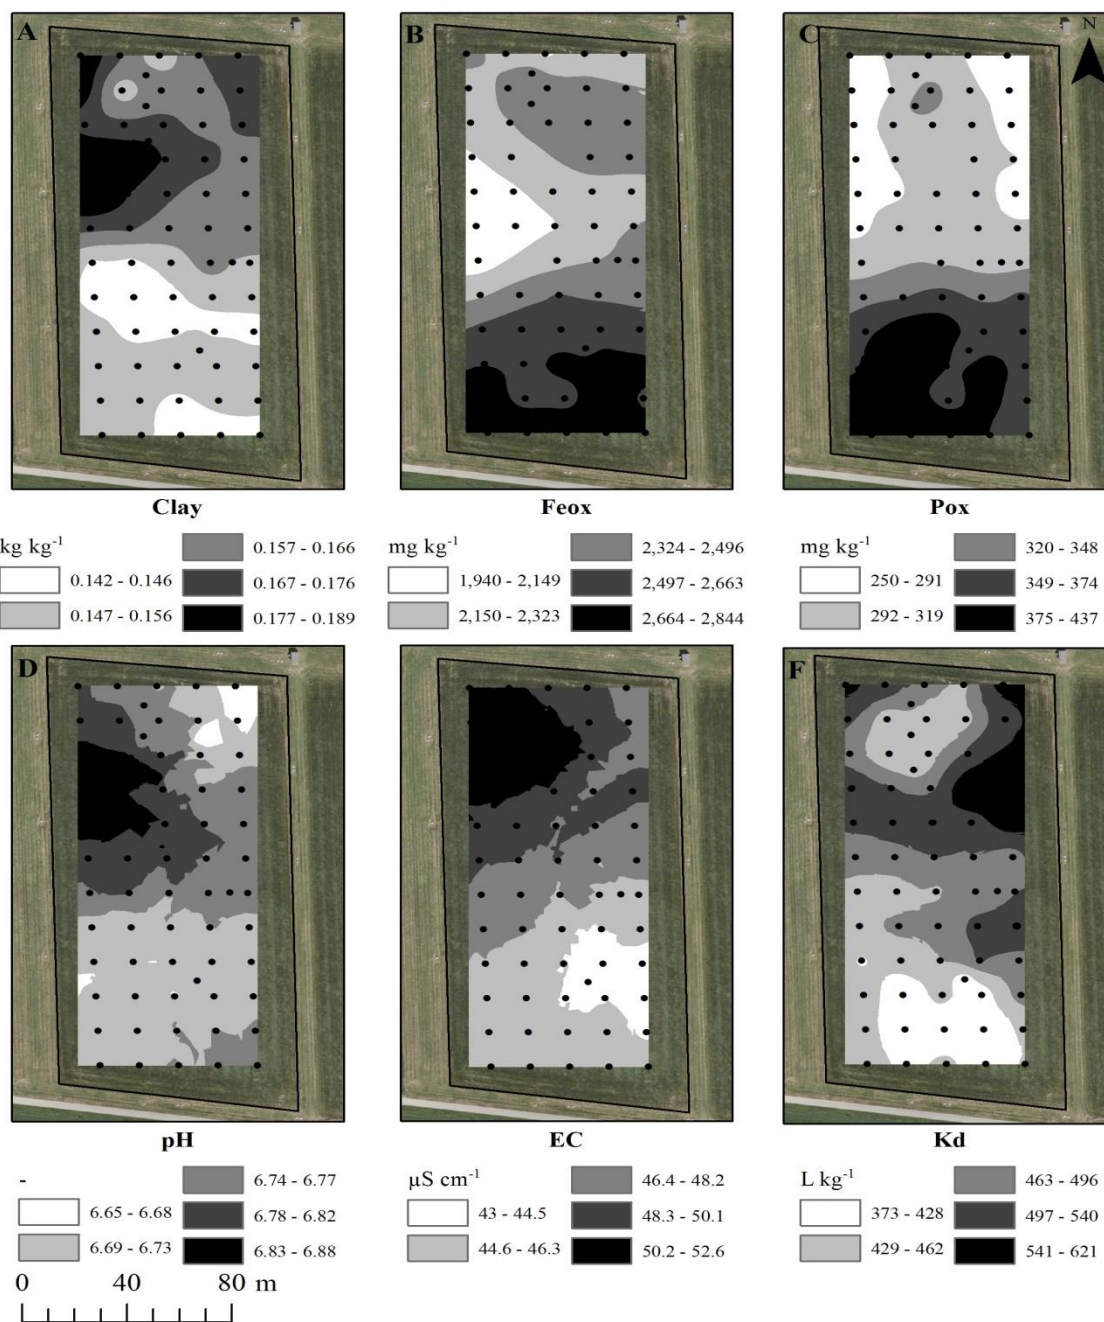 A
B
C
N
Clay
Feox
Pox
kg kg-1
0.142 - 0.146
0.147 - 0.156
0.157 - 0.166
0.167 - 0.176
0.177 - 0.189
mg kg-1
1,940 - 2,149
2,150 - 2,323
2,324 - 2,496
2,497 - 2,663
2,664 - 2,844
mg kg-1
250 - 291
292 - 319
320 - 348
349 - 374
375 - 437
D
E
F
pH
EC
Kd
-
6.65 - 6.68
6.69 - 6.73
6.74 - 6.77
6.78 - 6.82
6.83 - 6.88
µS cm-1
43 - 44.5
44.6 - 46.3
46.4 - 48.2
48.3 - 50.1
50.2 - 52.6
L kg-1
373 - 428
429 - 462
463 - 496
497 - 540
541 - 621
0 40 80 m